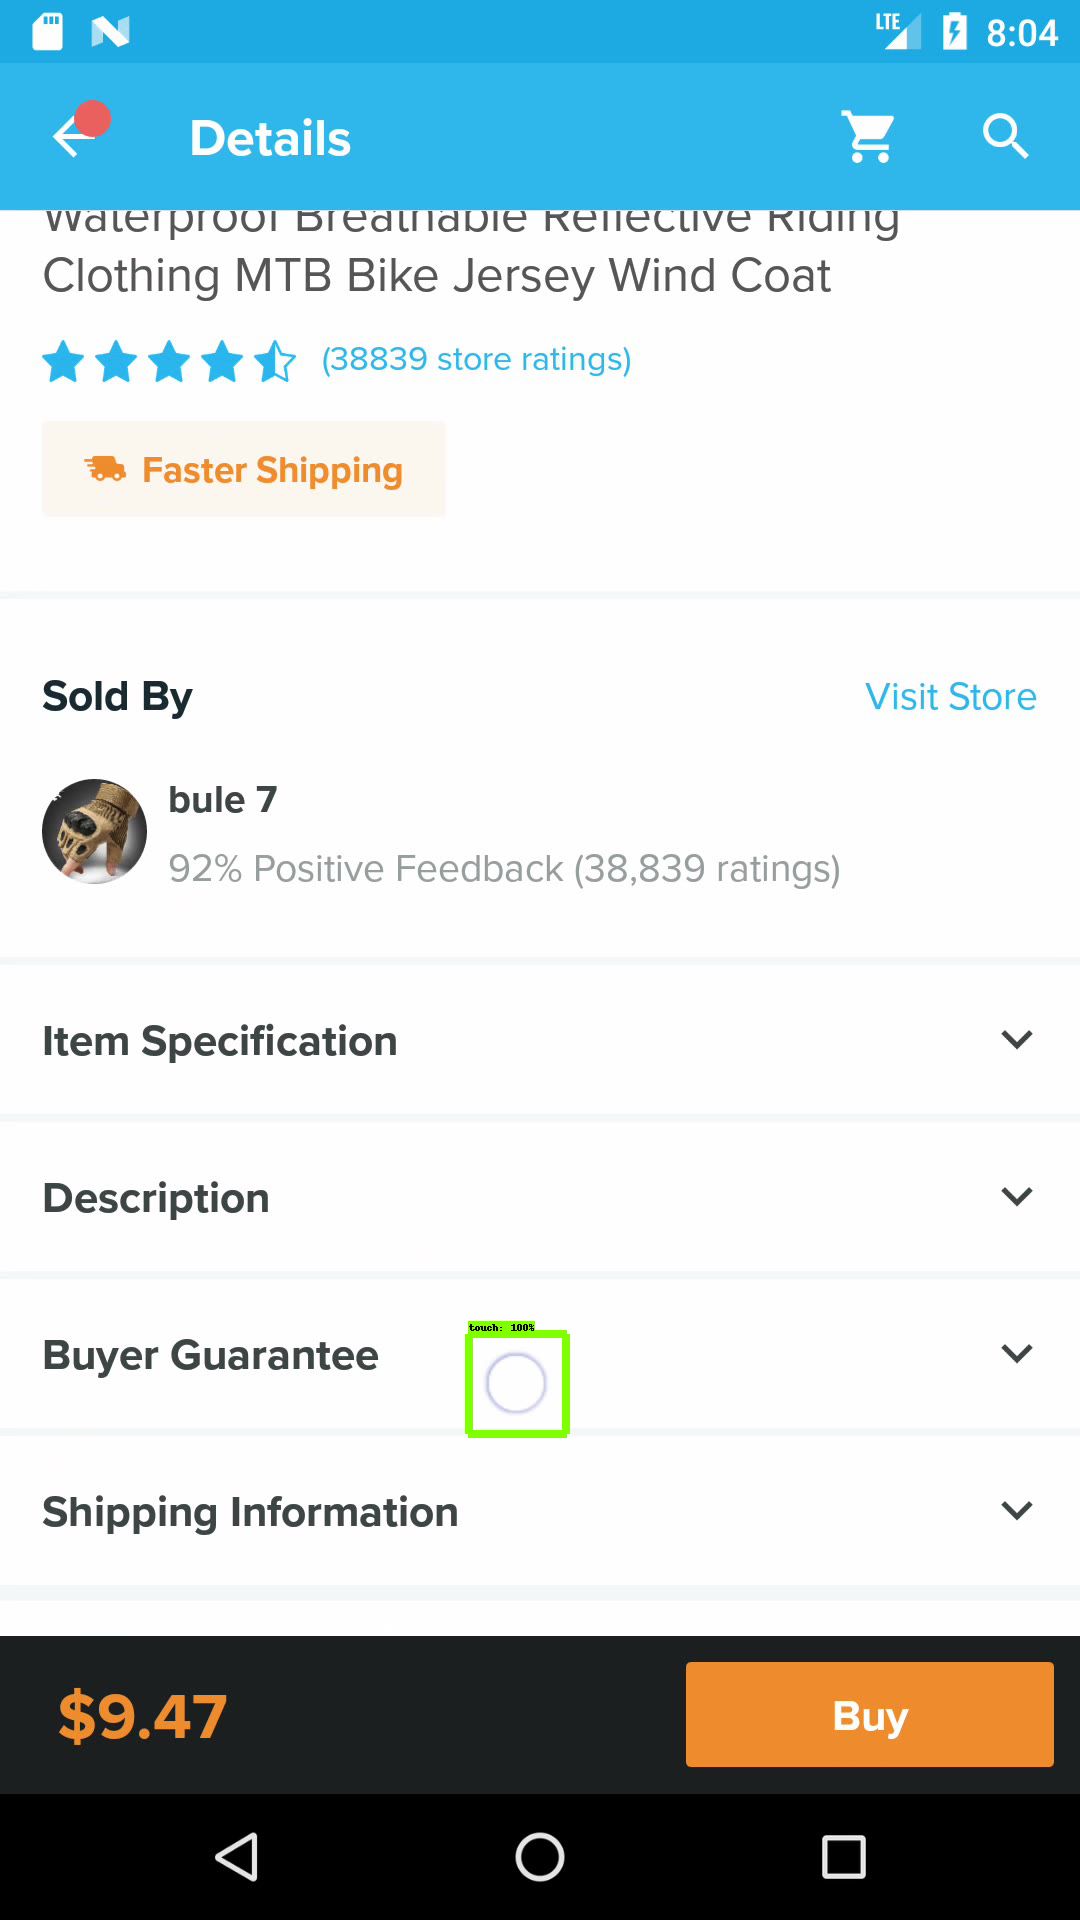 LTE 8:04
Details
Waterproof Breathable Reflective Riding
Clothing MTB Bike Jersey Wind Coat
(38839 store ratings)
Faster Shipping
Sold By
Visit Store
bule 7
92% Positive Feedback (38,839 ratings)
Item Specification
Description
touch: 100%
Buyer Guarantee
Shipping Information
$9.47
Buy